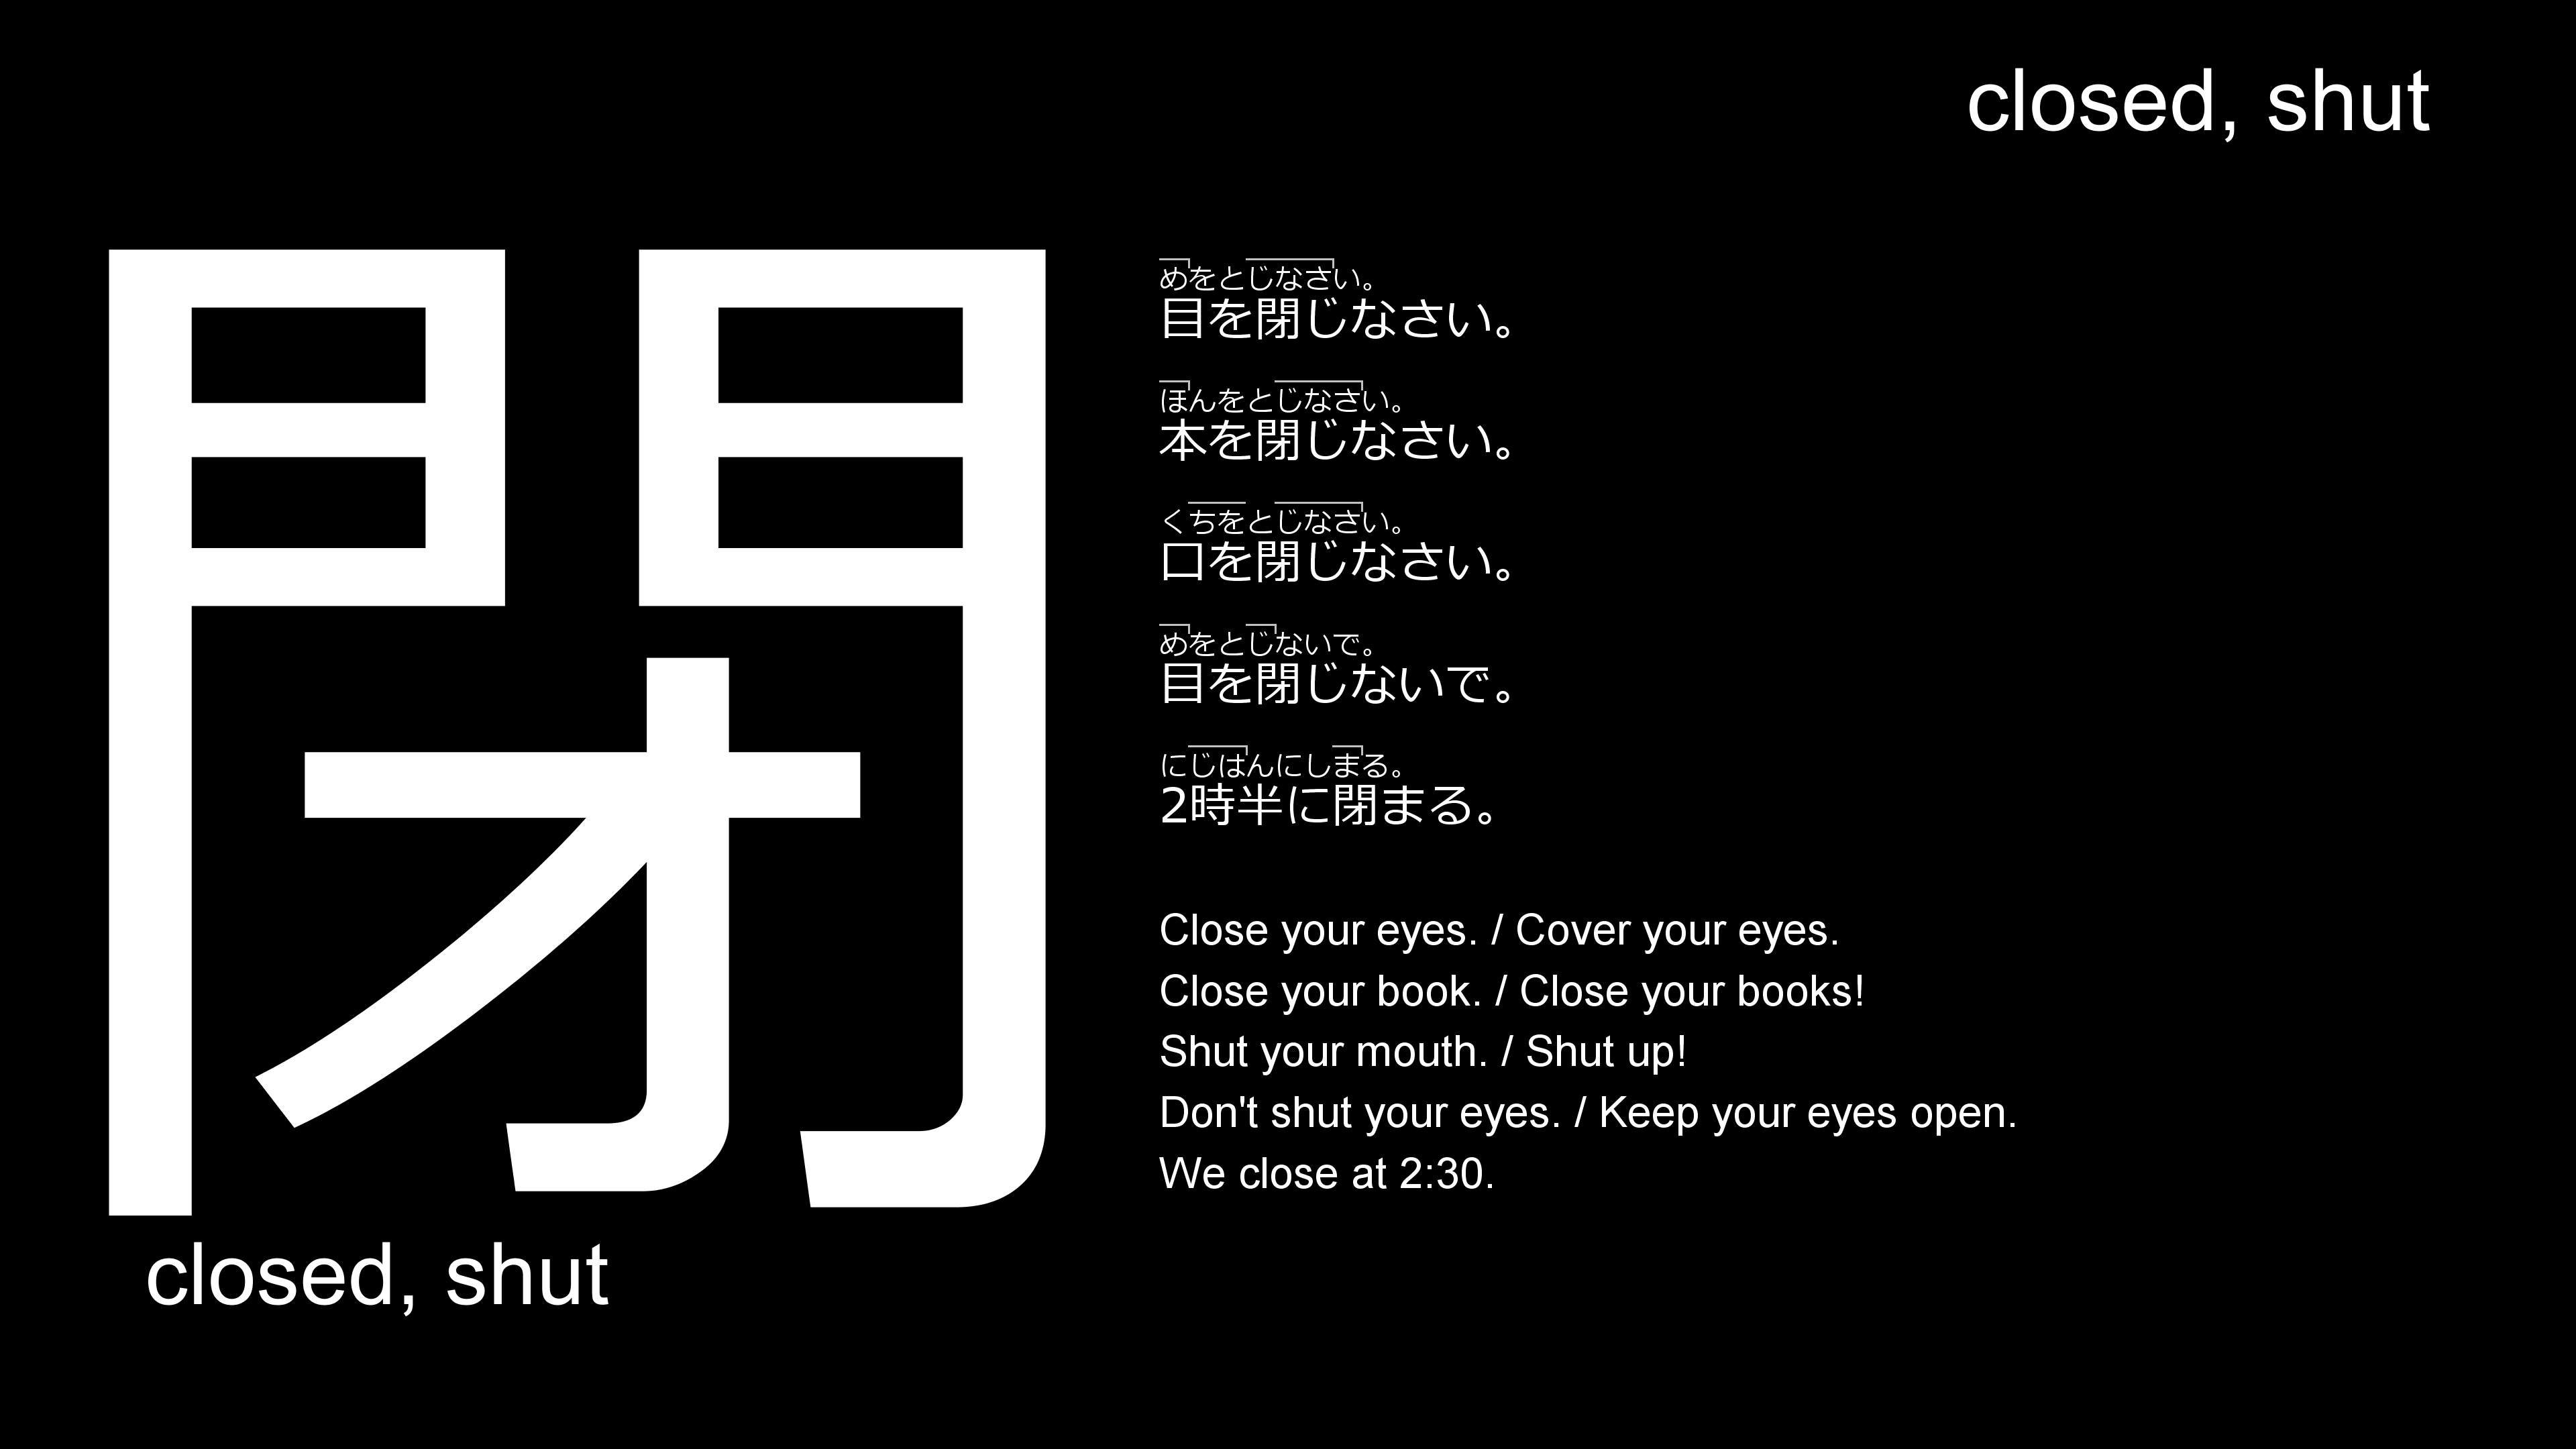 closed, shut
閉
closed, shut
めをとじなさい。
目を閉じなさい。
ほんをとじなさい。
本を閉じなさい。
くちをとじなさい。
口を閉じなさい。
めをとじないで。
目を閉じないで。
にじはんにしまる。
2時半に閉まる。
Close your eyes. / Cover your eyes.
Close your book. / Close your books!
Shut your mouth. / Shut up!
Don't shut your eyes. / Keep your eyes open.
We close at 2:30.